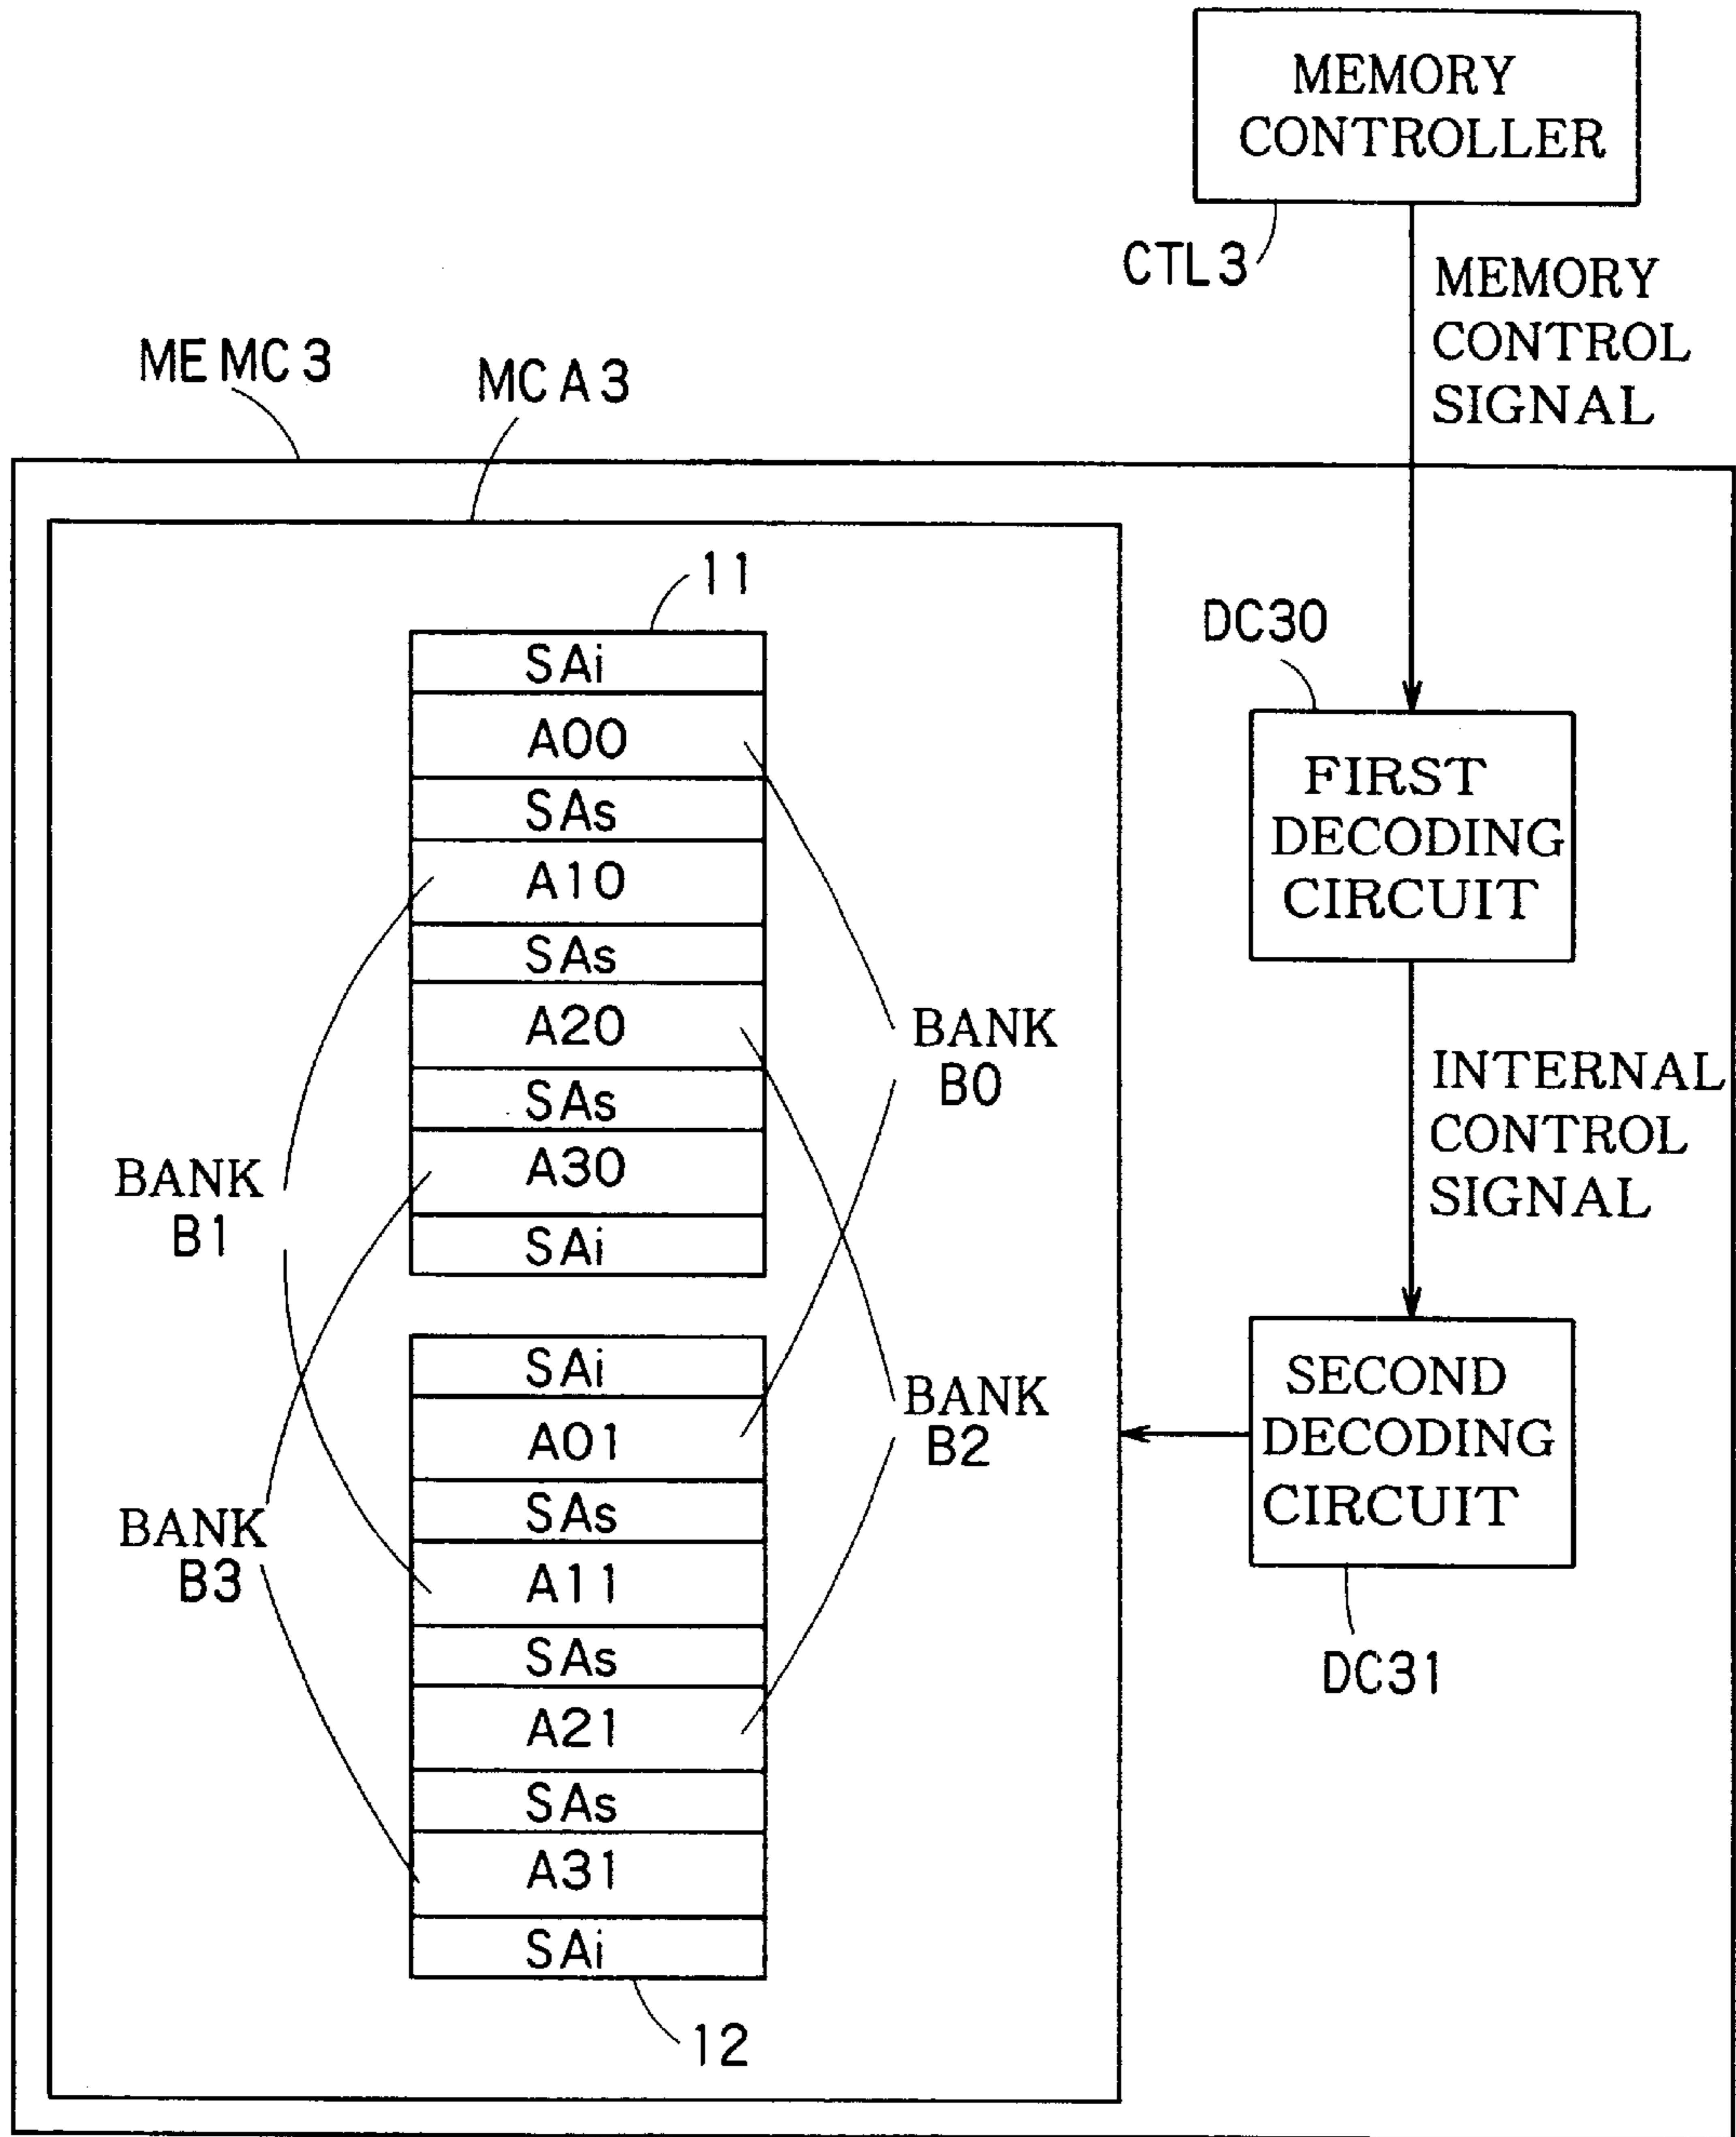 MEMORY
CONTROLLER
CTL3
MEMORY
CONTROL
SIGNAL
MEMC3
MCA3
11
SAi
A00
SAs
A10
SAs
A20
SAs
A30
SAi
BANK
B0
BANK
B1
DC30
FIRST
DECODING
CIRCUIT
INTERNAL
CONTROL
SIGNAL
SAi
A01
SAs
A11
SAs
A21
SAs
A31
SAi
12
BANK
B2
BANK
B3
SECOND
DECODING
CIRCUIT
DC31